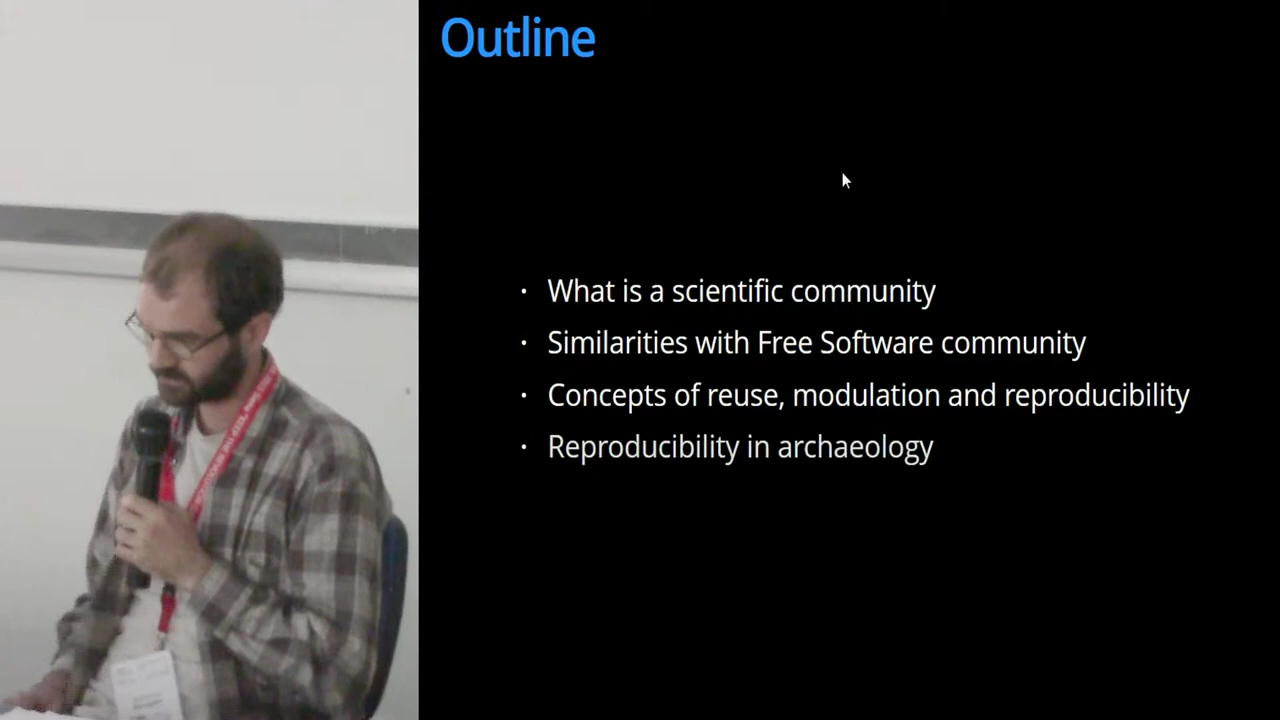 Outline
· What is a scientific community
· Similarities with Free Software community
· Concepts of reuse, modulation and reproducibility
· Reproducibility in archaeology